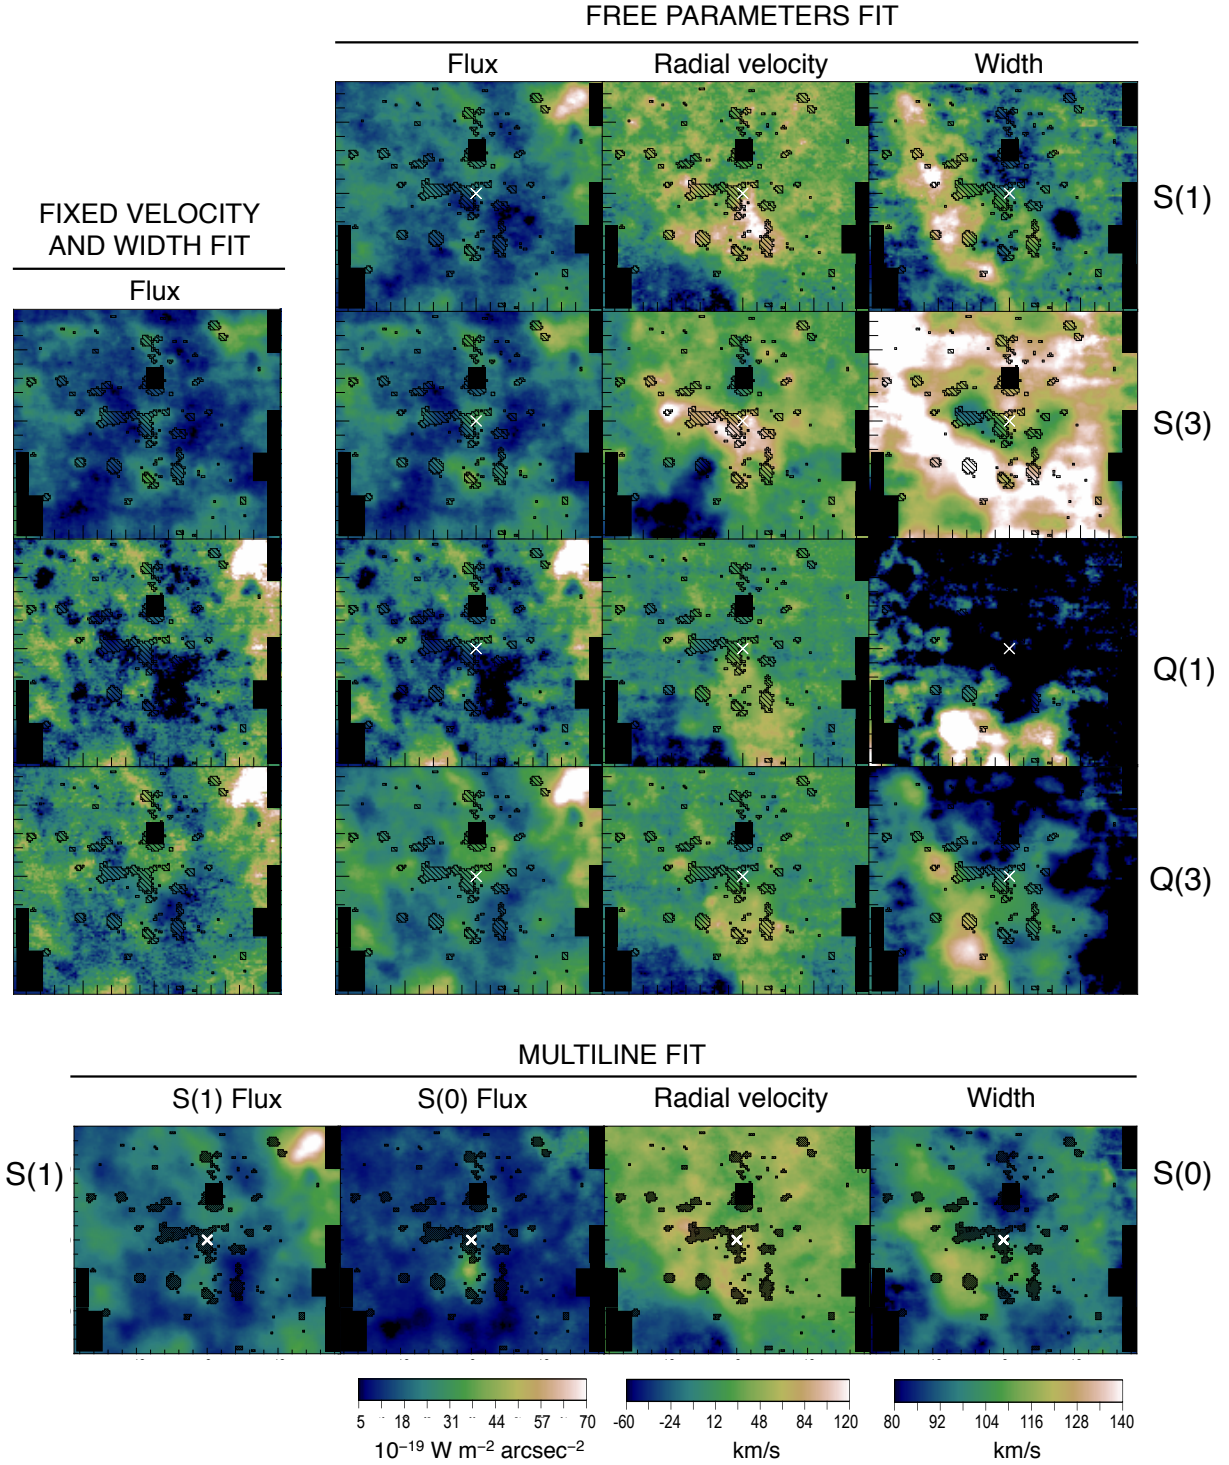 FREE PARAMETERS FIT
Flux Radial velocity Width
S(1)
FIXED VELOCITY
AND WIDTH FIT
Flux
S(3)
Q(1)
Q(3)
MULTILINE FIT
S(1) Flux S(0) Flux Radial velocity Width
S(1) S(0)
5 18 31 44 57 70 -60 -24 12 48 84 120 80 92 104 116 128 140
10⁻¹⁹ W m⁻² arcsec⁻² km/s km/s